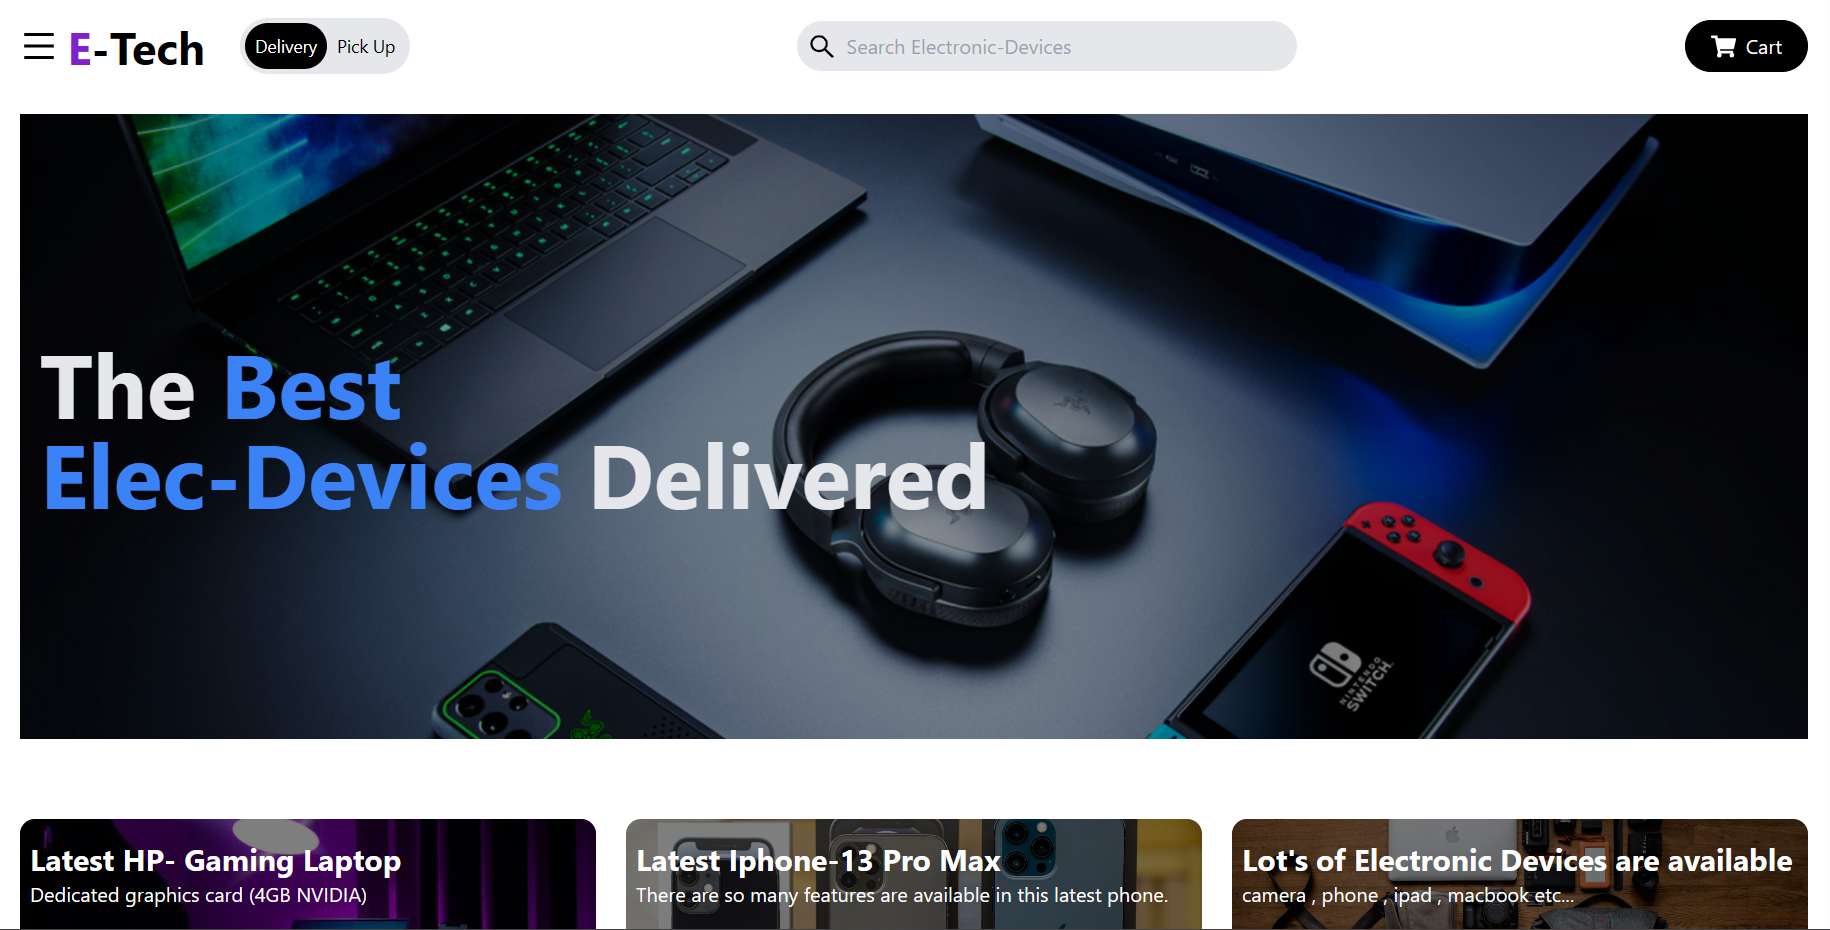 E-Tech
Delivery Pick Up
Search Electronic-Devices
Cart
The Best
Elec-Devices Delivered
NINTENDO
SWITCH
Latest HP- Gaming Laptop
Dedicated graphics card (4GB NVIDIA)
Latest Iphone-13 Pro Max
There are so many features are available in this latest phone.
Lot's of Electronic Devices are available
camera , phone , ipad , macbook etc...